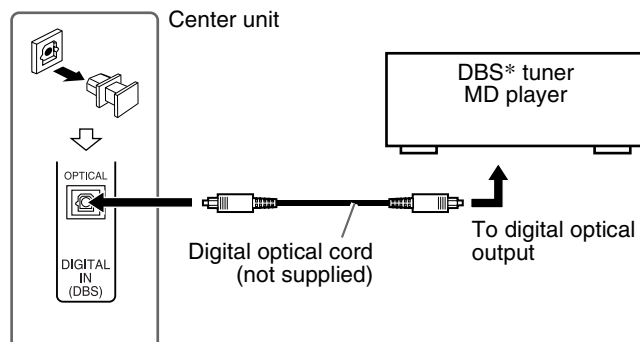 Center unit
DBS* tuner
MD player
OPTICAL
DIGITAL
IN
(DBS)
Digital optical cord
(not supplied)
To digital optical
output